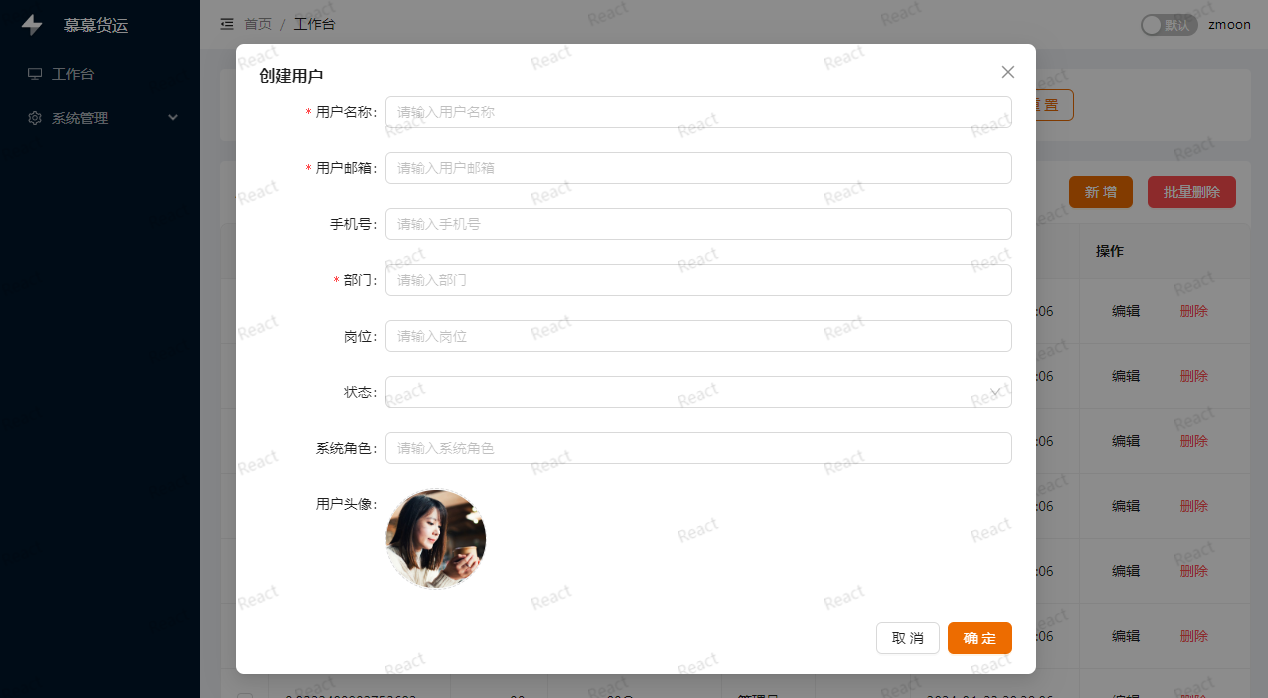 慕慕货运
首页 / 工作台
默认
zmoon
工作台
系统管理
置
新 增
批量删除
操作
:06 编辑 删除
:06 编辑 删除
:06 编辑 删除
:06 编辑 删除
:06 编辑 删除
:06 编辑 删除
创建用户
* 用户名称: 请输入用户名称
* 用户邮箱: 请输入用户邮箱
手机号: 请输入手机号
* 部门: 请输入部门
岗位: 请输入岗位
状态:
系统角色: 请输入系统角色
用户头像:
取 消
确 定
React